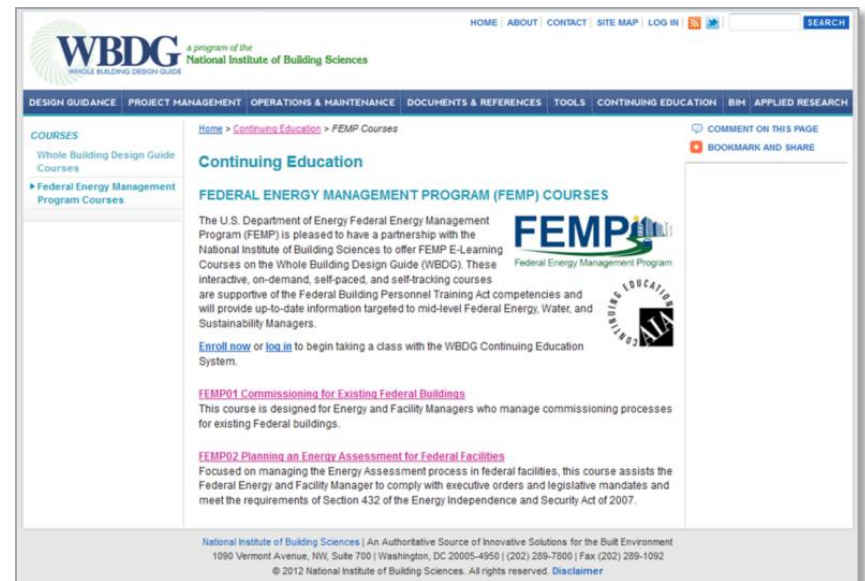 HOME | ABOUT | CONTACT | SITE MAP | LOG IN
SEARCH
WBDG
WHOLE BUILDING DESIGN GUIDE
a program of the
National Institute of Building Sciences
DESIGN GUIDANCE PROJECT MANAGEMENT OPERATIONS & MAINTENANCE DOCUMENTS & REFERENCES TOOLS CONTINUING EDUCATION BIM APPLIED RESEARCH
COURSES
Whole Building Design Guide
Courses
Federal Energy Management
Program Courses
Home > Continuing Education > FEMP Courses
Continuing Education
FEDERAL ENERGY MANAGEMENT PROGRAM (FEMP) COURSES
The U.S. Department of Energy Federal Energy Management
Program (FEMP) is pleased to have a partnership with the
National Institute of Building Sciences to offer FEMP E-Learning
Courses on the Whole Building Design Guide (WBDG). These
interactive, on-demand, self-paced, and self-tracking courses
are supportive of the Federal Building Personnel Training Act competencies and
will provide up-to-date information targeted to mid-level Federal Energy, Water, and
Sustainability Managers.
FEMP
Federal Energy Management Program
CONTINUING EDUCATION
AIA
Enroll now or log in to begin taking a class with the WBDG Continuing Education
System.
FEMP01 Commissioning for Existing Federal Buildings
This course is designed for Energy and Facility Managers who manage commissioning processes
for existing Federal buildings.
FEMP02 Planning an Energy Assessment for Federal Facilities
Focused on managing the Energy Assessment process in federal facilities, this course assists the
Federal Energy and Facility Manager to comply with executive orders and legislative mandates and
meet the requirements of Section 432 of the Energy Independence and Security Act of 2007.
COMMENT ON THIS PAGE
BOOKMARK AND SHARE
National Institute of Building Sciences | An Authoritative Source of Innovative Solutions for the Built Environment
1090 Vermont Avenue, NW, Suite 700 | Washington, DC 20005-4950 | (202) 289-7800 | Fax (202) 289-1092
© 2012 National Institute of Building Sciences. All rights reserved. Disclaimer